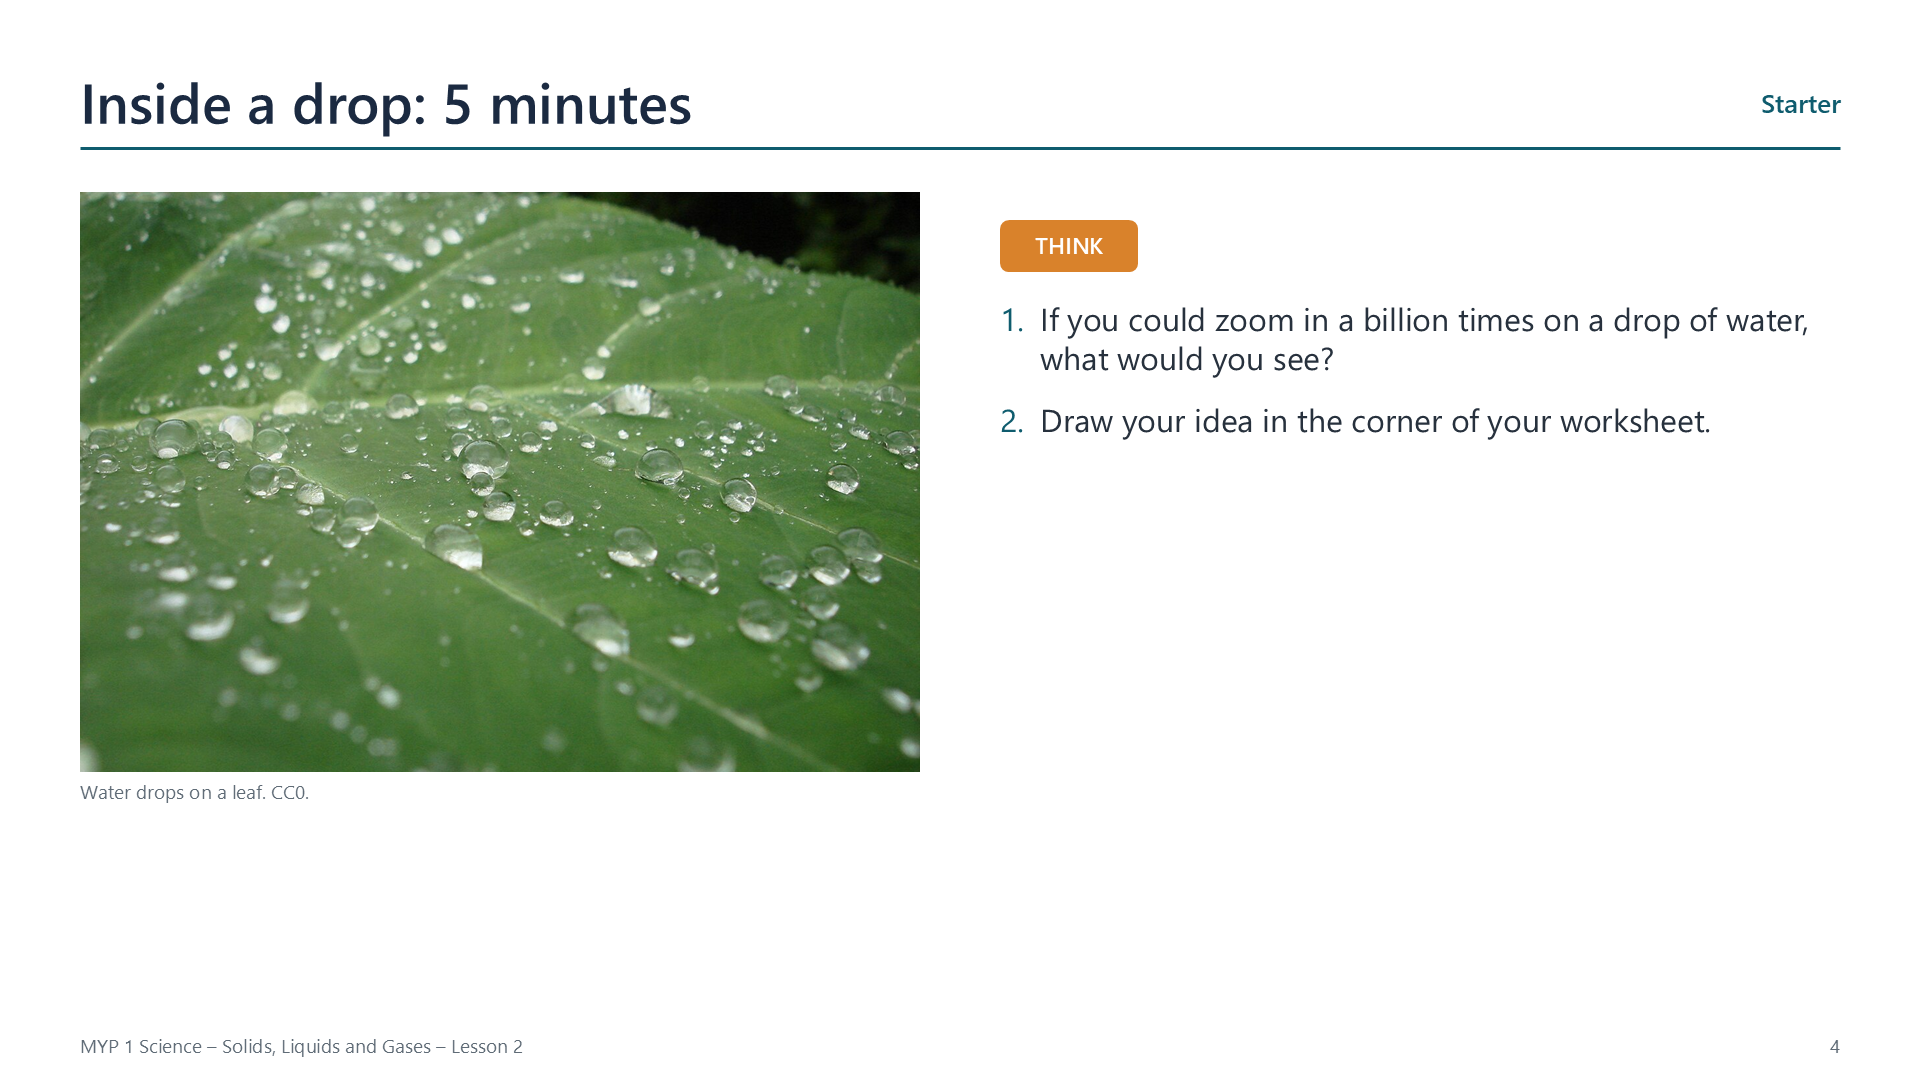 Inside a drop: 5 minutes
Starter
THINK
1. If you could zoom in a billion times on a drop of water,
what would you see?
2. Draw your idea in the corner of your worksheet.
Water drops on a leaf. CC0.
MYP 1 Science – Solids, Liquids and Gases – Lesson 2
4